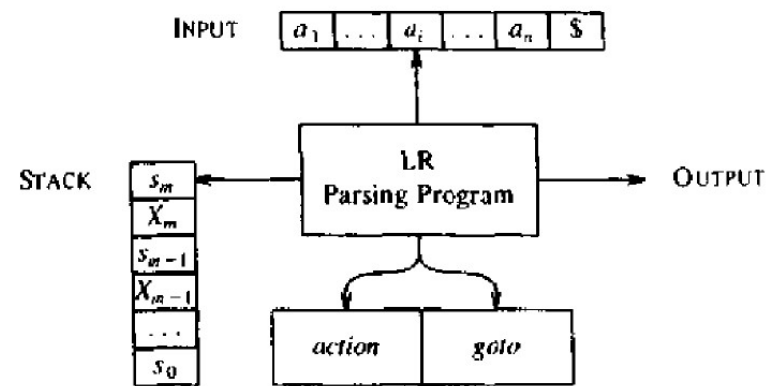 INPUT a₁ ... aᵢ ... aₙ $
LR
Parsing Program
STACK
OUTPUT
sₘ
Xₘ
sₘ₋₁
Xₘ₋₁
...
s₀
action goto